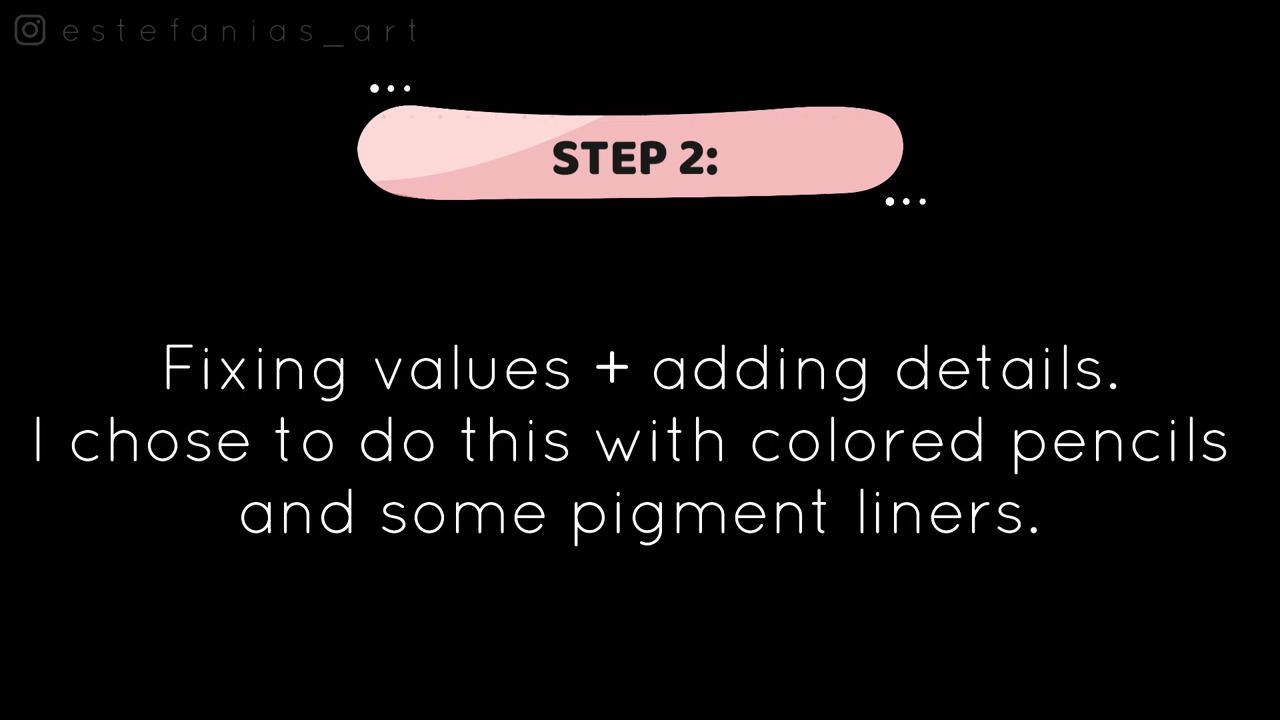 estefanias_art
STEP 2:
Fixing values + adding details.
I chose to do this with colored pencils
and some pigment liners.